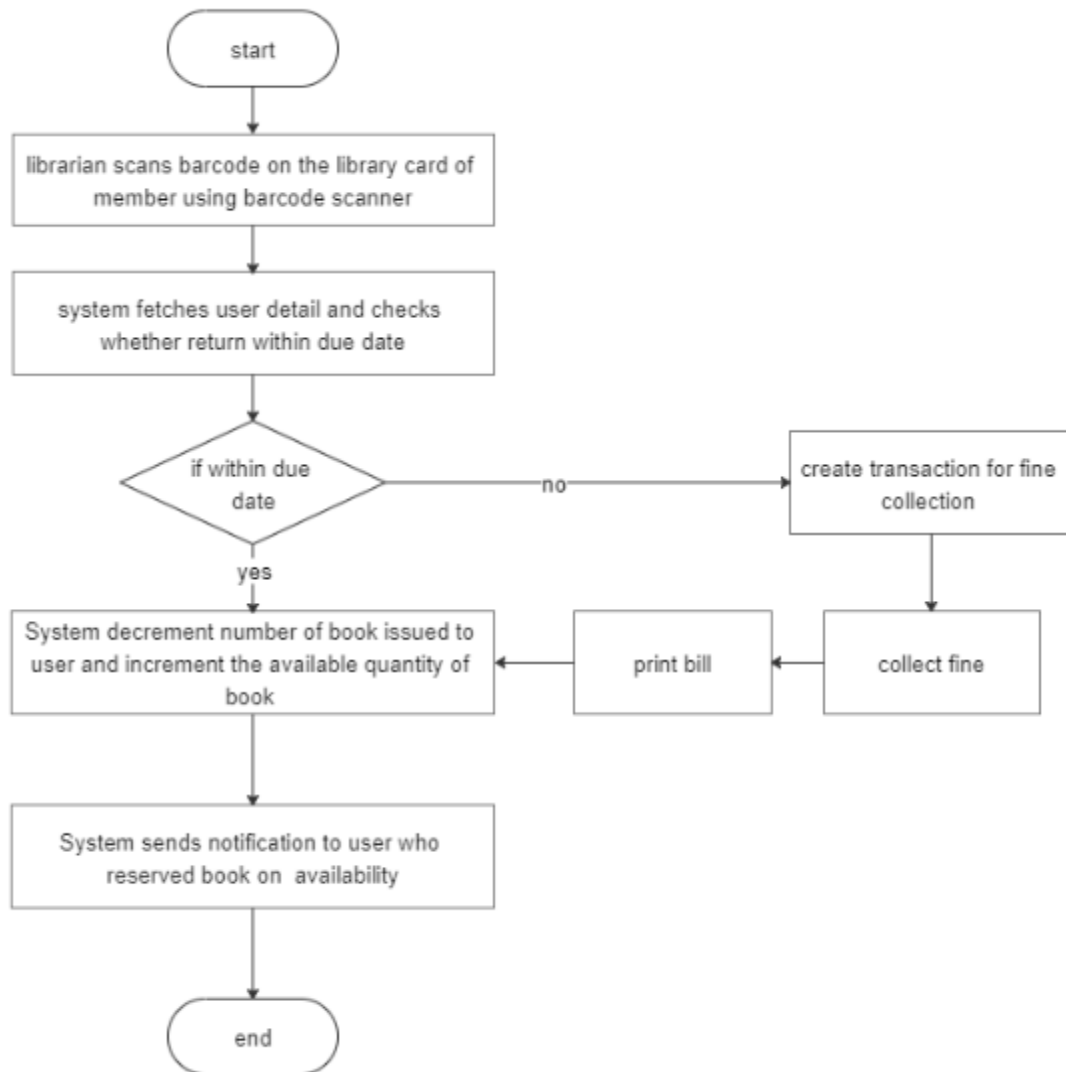 start
librarian scans barcode on the library card of
member using barcode scanner
system fetches user detail and checks
whether return within due date
if within due
date
no
create transaction for fine
collection
yes
System decrement number of book issued to
user and increment the available quantity of
book
print bill
collect fine
System sends notification to user who
reserved book on availability
end